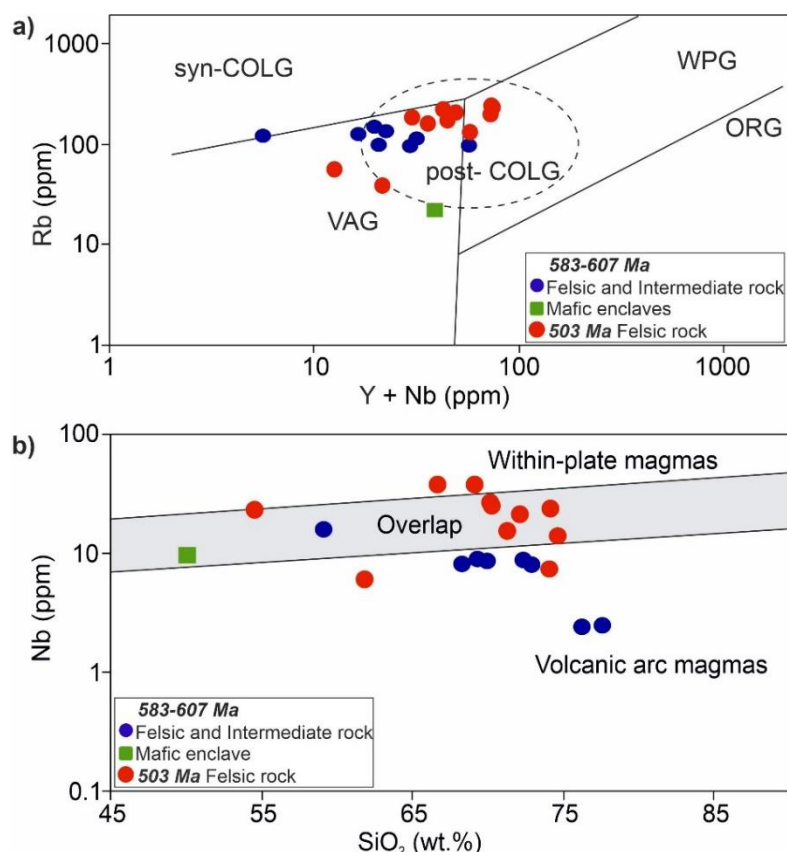 a)
1000
syn-COLG
WPG
ORG
100
post- COLG
VAG
10
1
Rb (ppm)
583-607 Ma
Felsic and Intermediate rock
Mafic enclaves
503 Ma Felsic rock
1 10 100 1000
Y + Nb (ppm)
b)
100
Within-plate magmas
Overlap
10
1
Volcanic arc magmas
0.1
Nb (ppm)
583-607 Ma
Felsic and Intermediate rock
Mafic enclave
503 Ma Felsic rock
45 55 65 75 85
SiO₂ (wt.%)